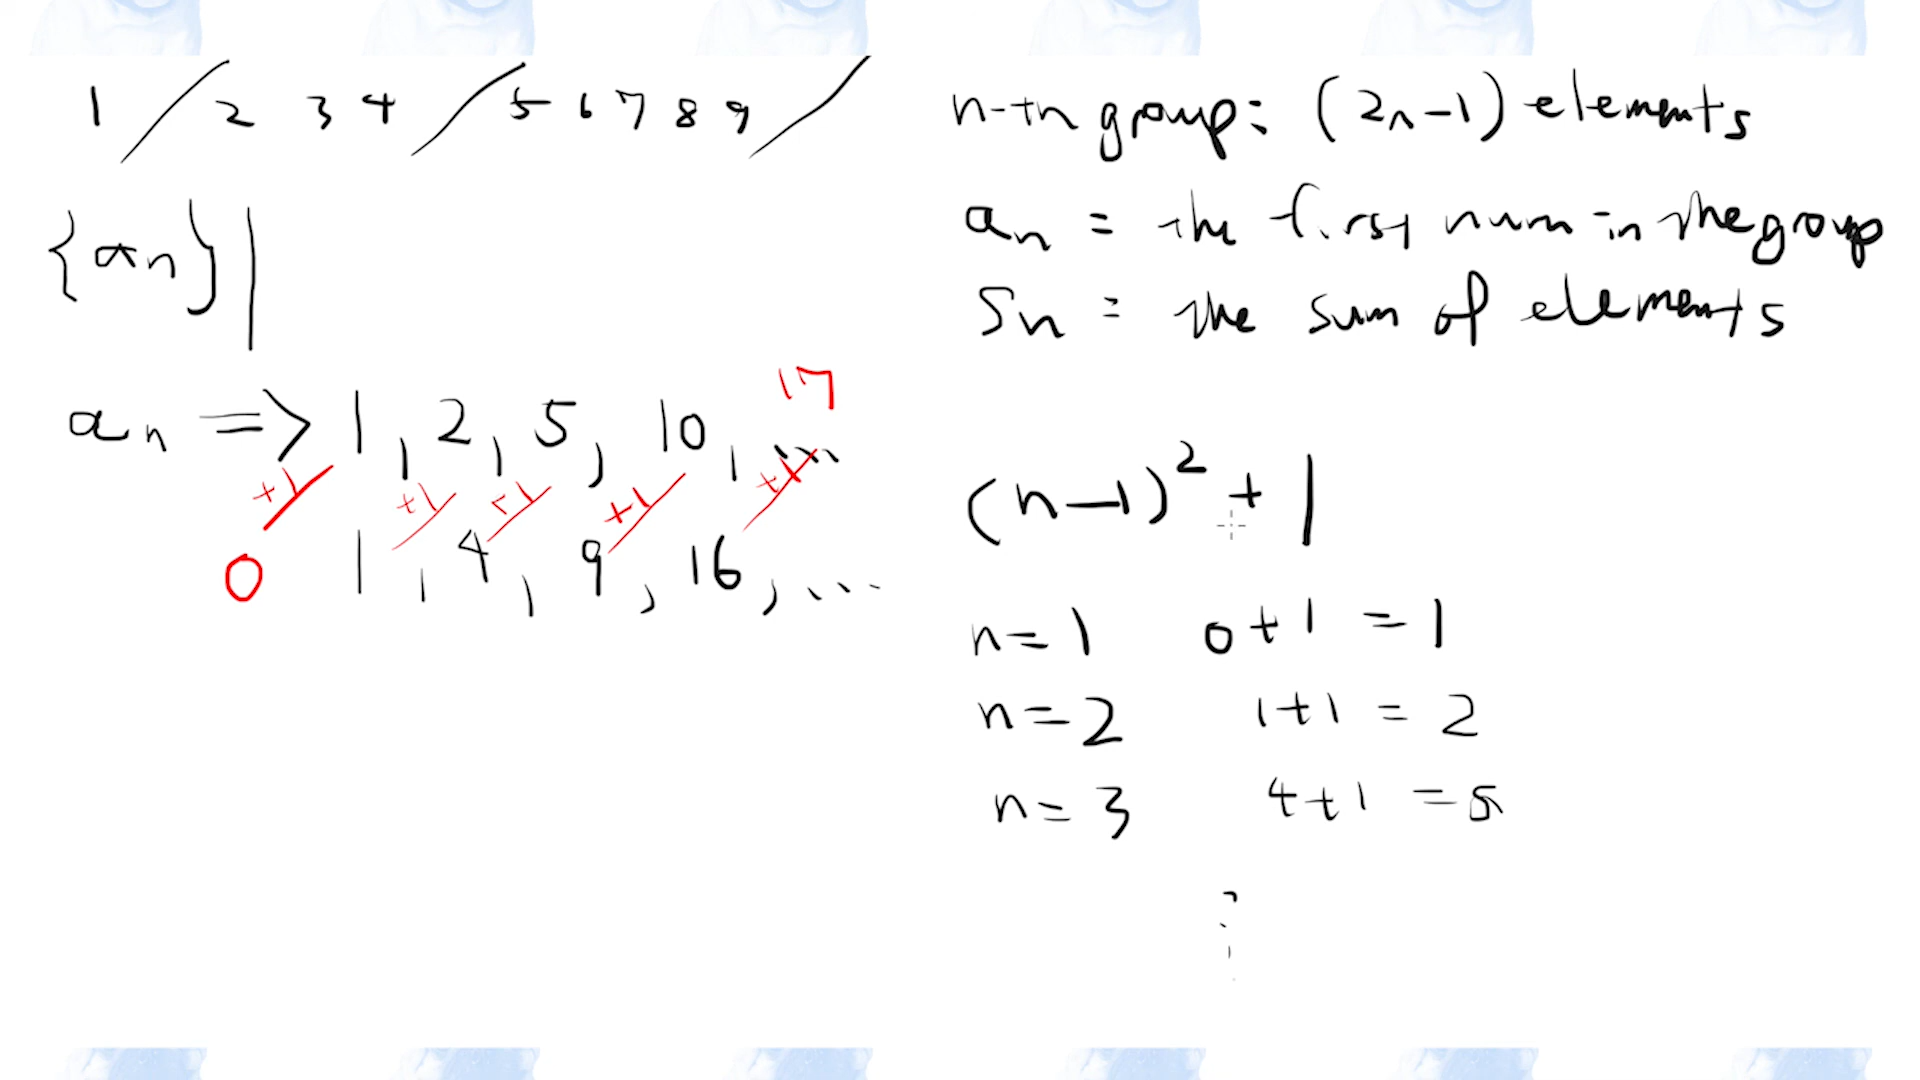 1 / 2 3 4 / 5 6 7 8 9 /
{an} |
an => 1, 2, 5, 10, ... 17
+1 +1 +1 +1 +1
0 1, 4, 9, 16, ...
n-th group: (2n-1) elements
an = the first num in the group
Sn = the sum of elements
(n-1)² + 1
n=1 0+1 = 1
n=2 1+1 = 2
n=3 4+1 = 5
⋮